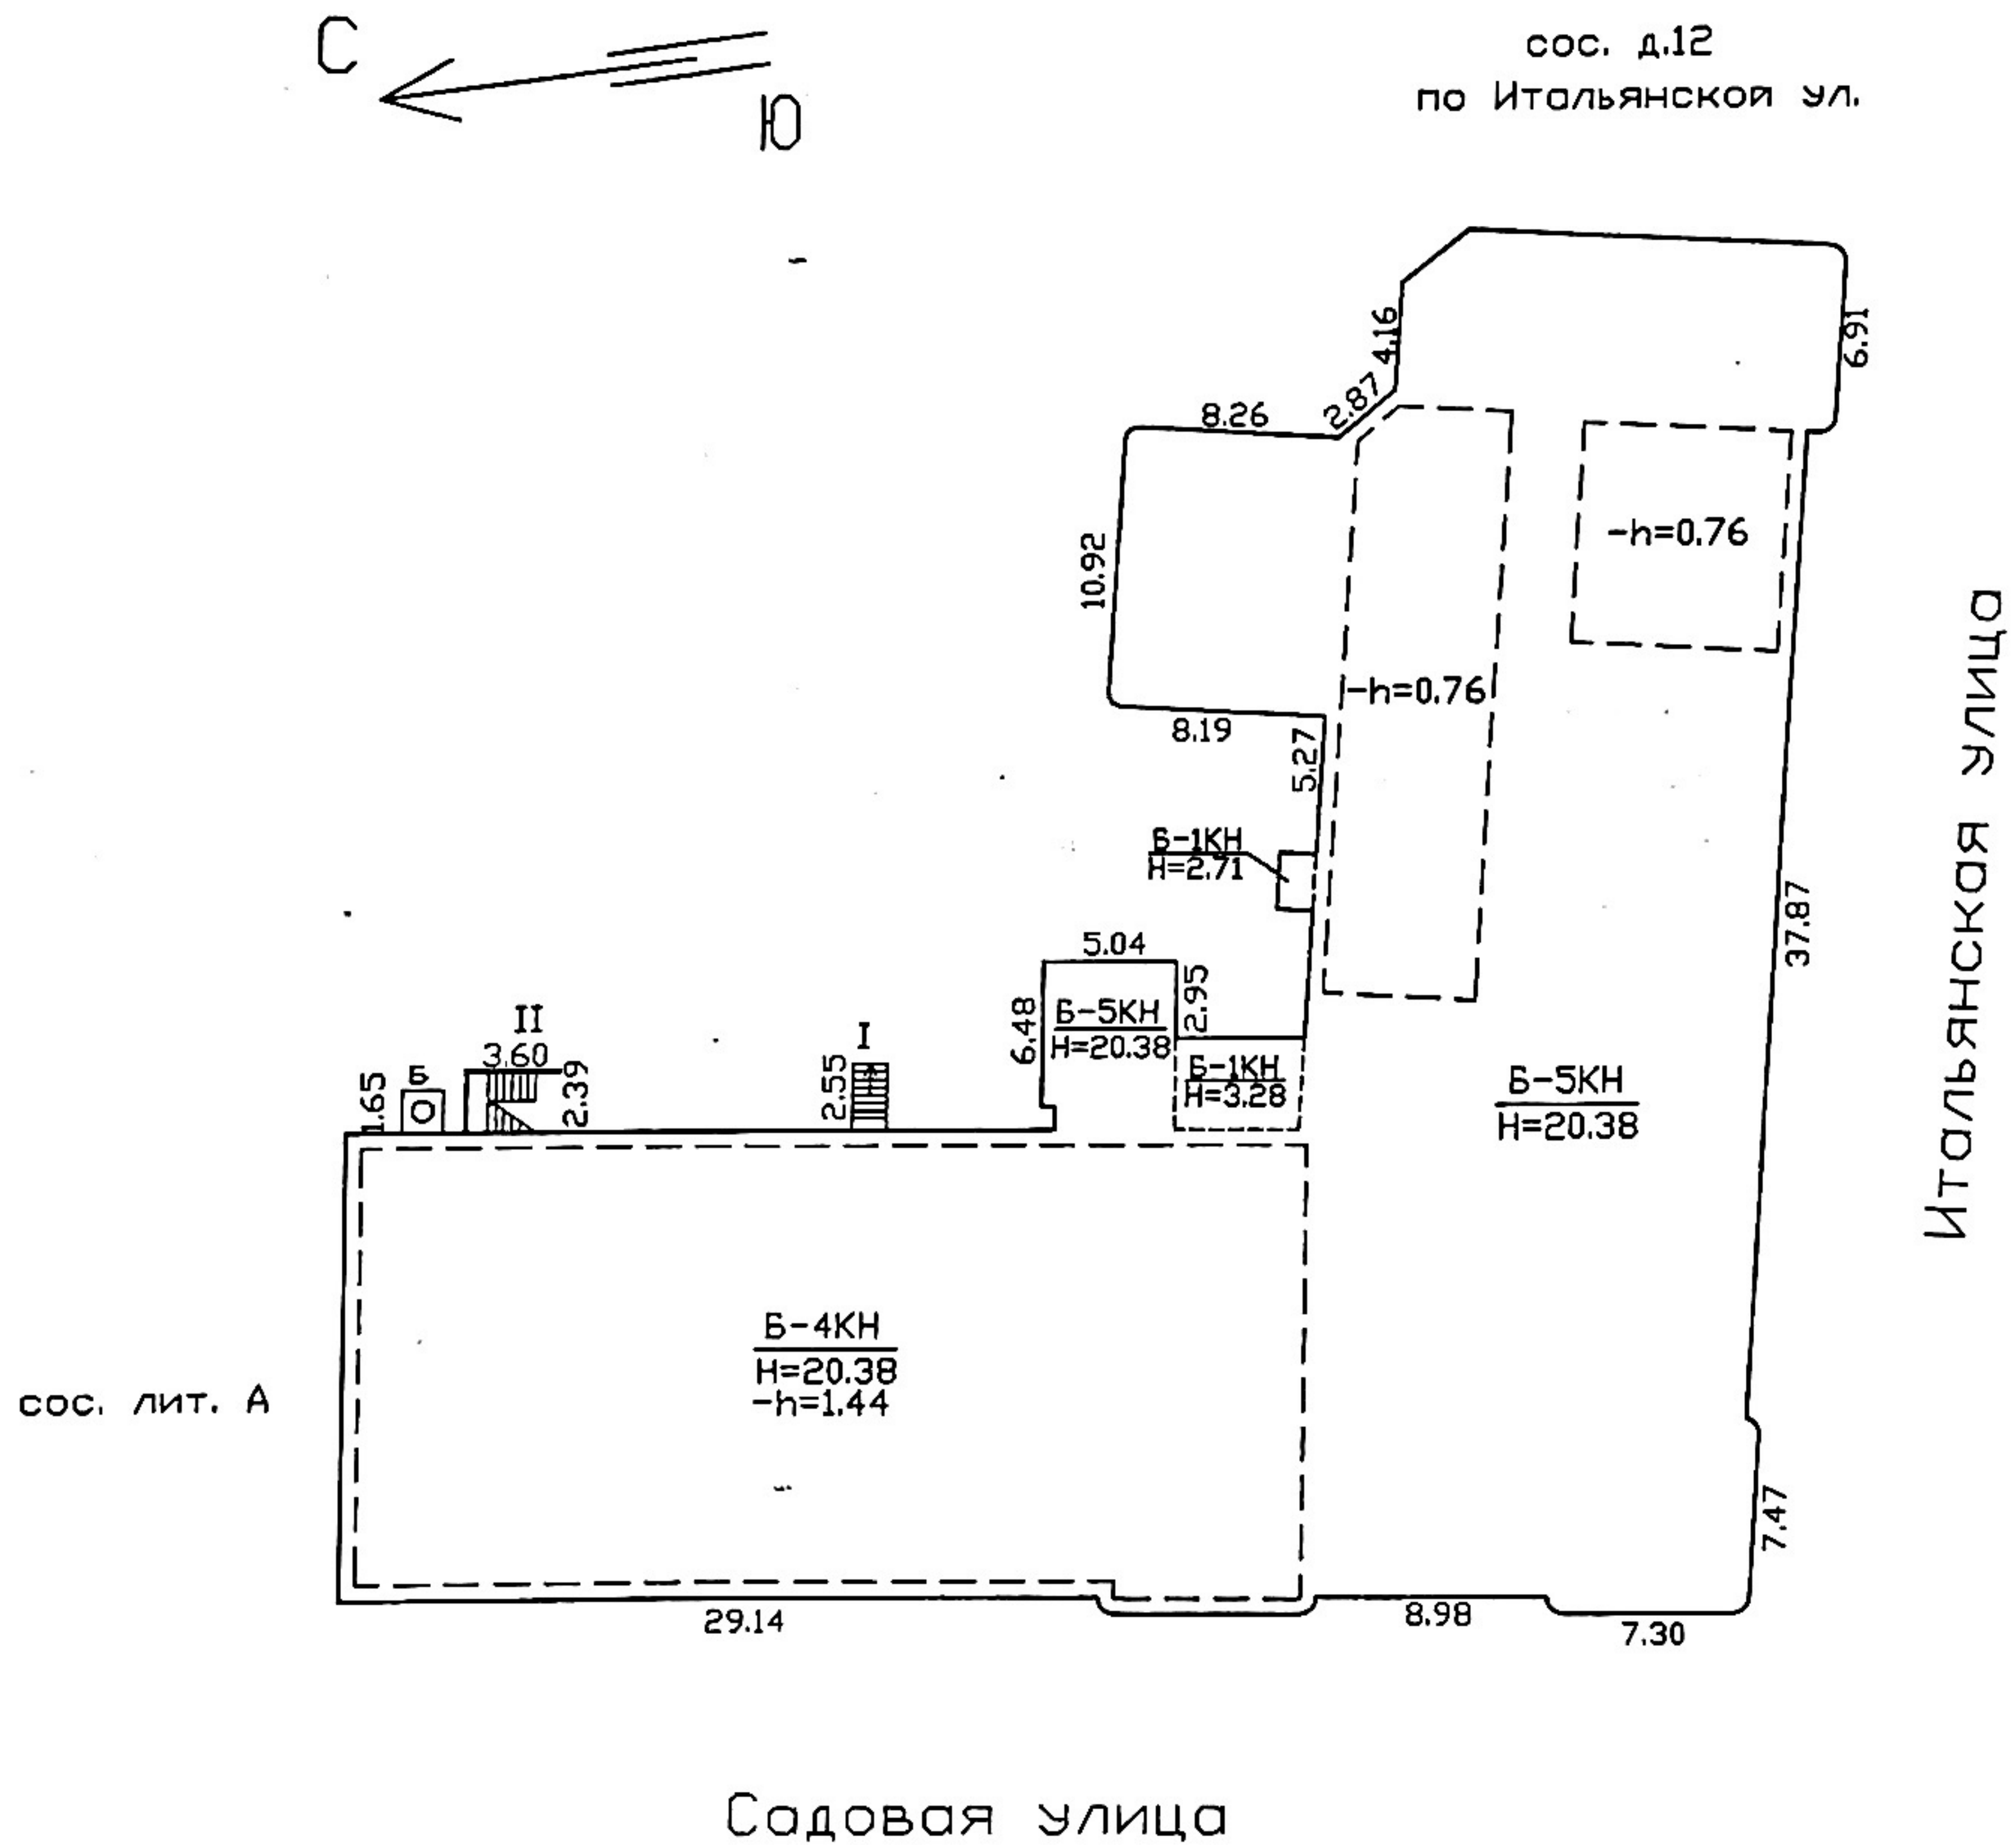 С
Ю
сос. д.12
по Итальянской ул.
4.16
6.91
2.87
8.26
-h=0.76
10.92
-h=0.76
8.19
5.27
Б-1КН
H=2.71
37.87
Итальянская улица
5.04
2.95
6.48
Б-5КН
H=20.38
Б-1КН
H=3.28
Б-5КН
H=20.38
II
3.60
2.39
I
2.55
Б
1.65
Б-4КН
H=20.38
-h=1.44
сос. лит. А
7.47
29.14
8.98
7.30
Садовая улица